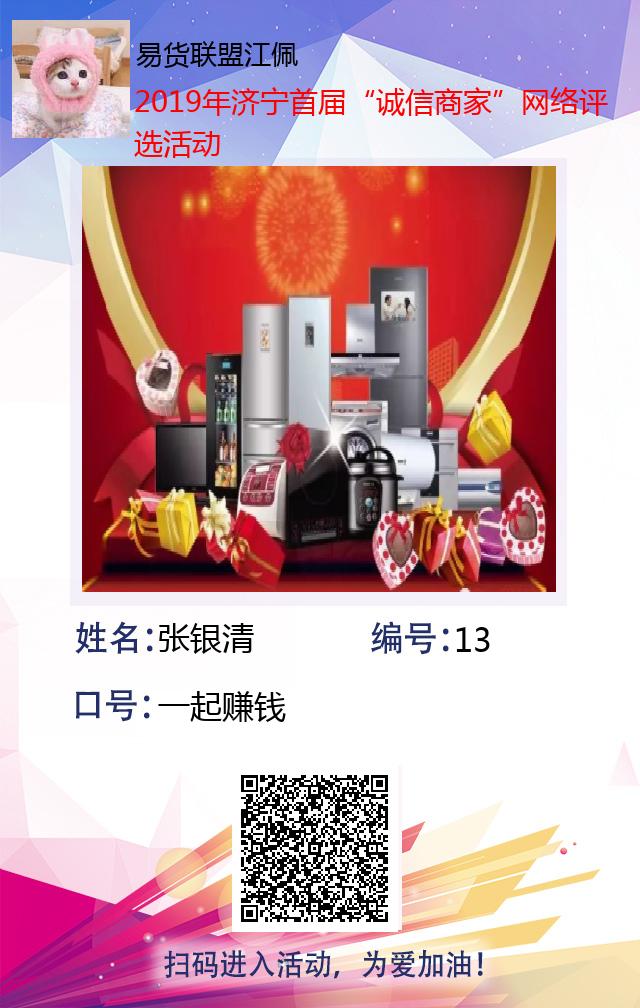 易货联盟江佩
2019年济宁首届“诚信商家”网络评
选活动
姓名:张银清
编号:13
口号:一起赚钱
扫码进入活动，为爱加油!